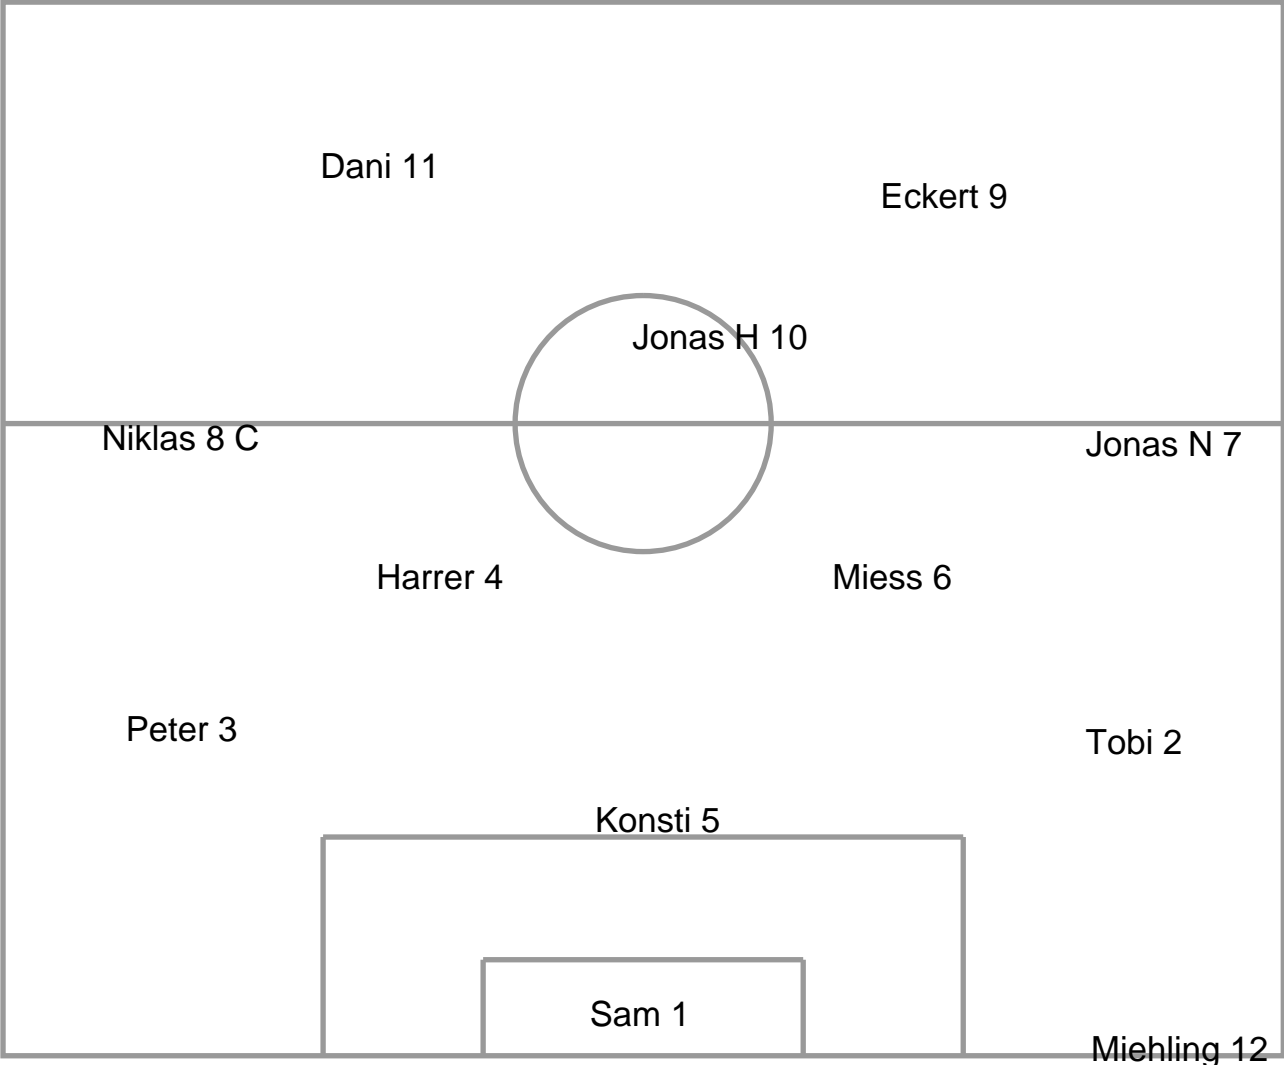 Dani 11
Eckert 9
Jonas H 10
Niklas 8 C
Jonas N 7
Harrer 4
Miess 6
Peter 3
Tobi 2
Konsti 5
Sam 1
Miehling 12